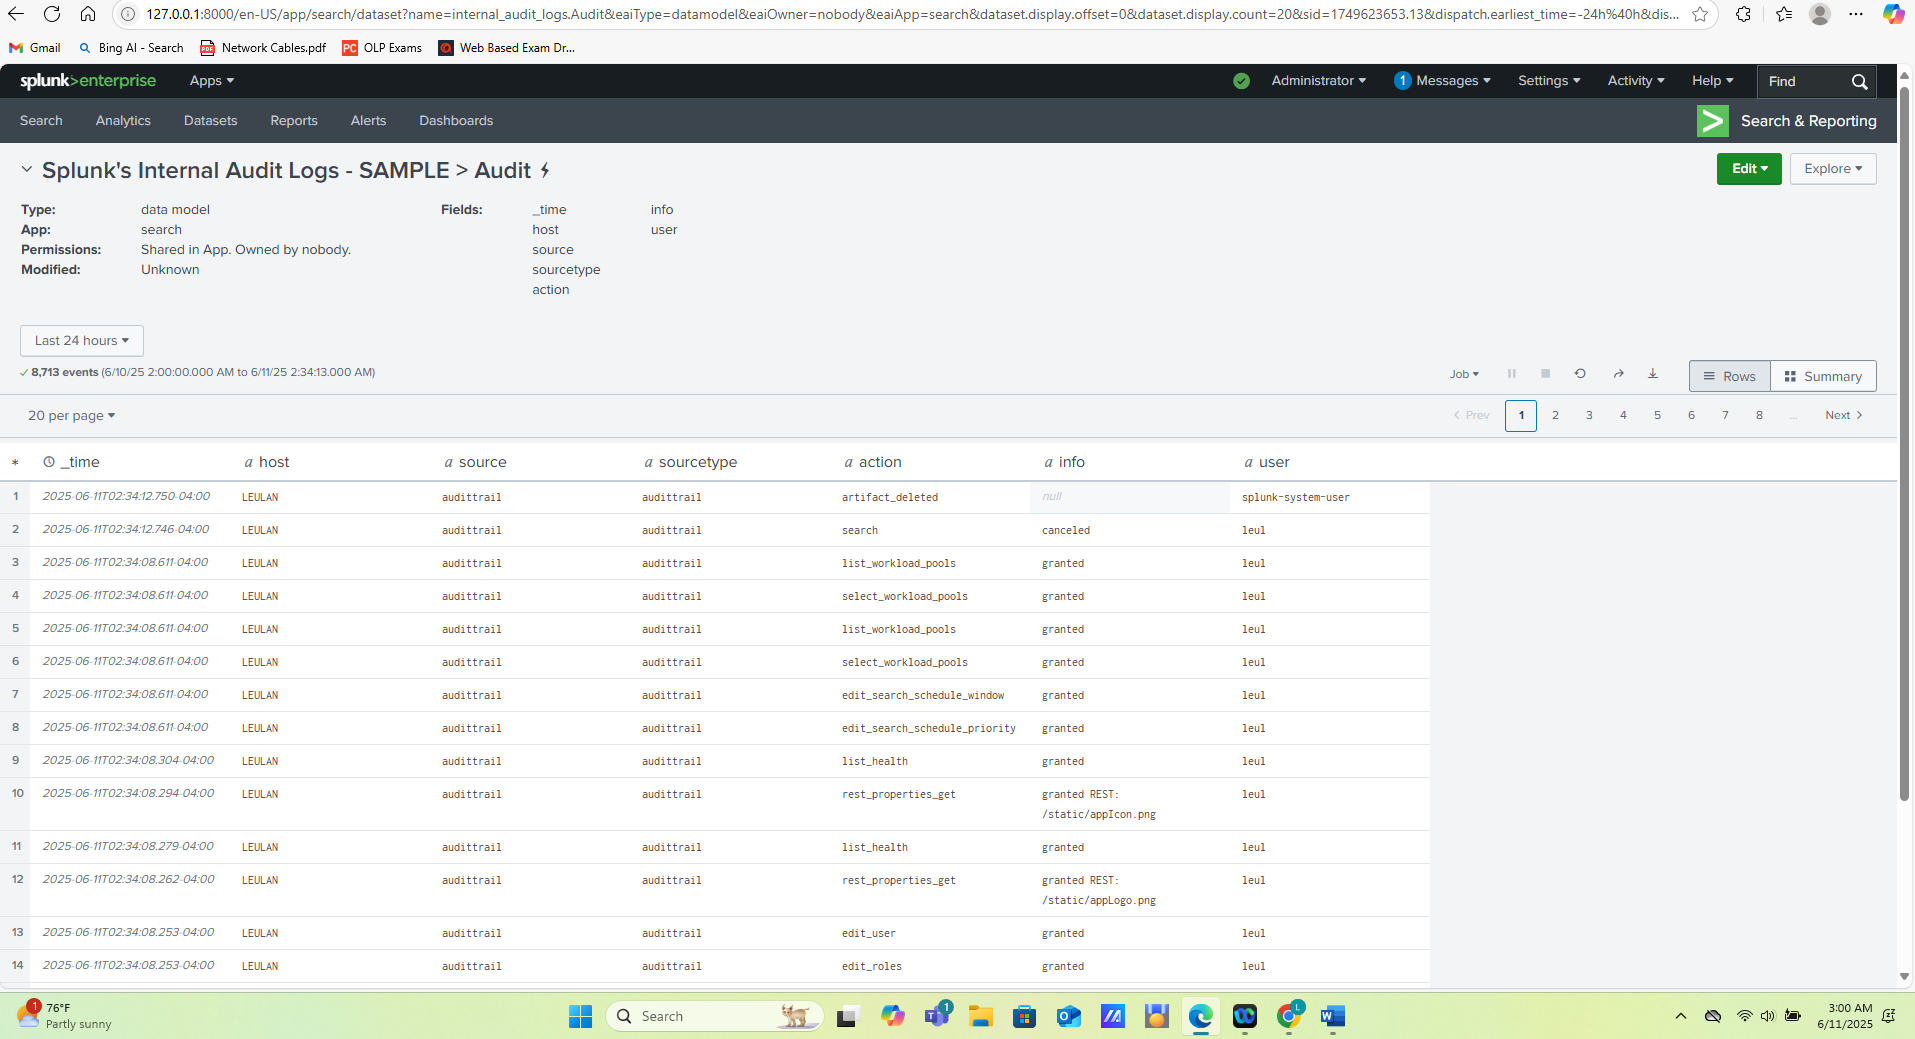 127.0.0.1:8000/en-US/app/search/dataset?name=internal_audit_logs.Audit&eaiType=datamodel&eaiOwner=nobody&eaiApp=search&dataset.display.offset=0&dataset.display.count=20&sid=1749623653.13&dispatch.earliest_time=-24h%40h&dis...
Gmail Bing AI - Search Network Cables.pdf OLP Exams Web Based Exam Dr...
splunk>enterprise Apps Administrator 1 Messages Settings Activity Help Find
Search Analytics Datasets Reports Alerts Dashboards Search & Reporting
Splunk's Internal Audit Logs - SAMPLE > Audit Edit Explore
Type: data model Fields: _time info
App: search host user
Permissions: Shared in App. Owned by nobody. source
Modified: Unknown sourcetype
action
Last 24 hours
8,713 events (6/10/25 2:00:00.000 AM to 6/11/25 2:34:13.000 AM) Job Rows Summary
20 per page < Prev 1 2 3 4 5 6 7 8 ... Next >
* _time a host a source a sourcetype a action a info a user
1 2025-06-11T02:34:12.750-04:00 LEULAN audittrail audittrail artifact_deleted null splunk-system-user
2 2025-06-11T02:34:12.746-04:00 LEULAN audittrail audittrail search canceled leul
3 2025-06-11T02:34:08.611-04:00 LEULAN audittrail audittrail list_workload_pools granted leul
4 2025-06-11T02:34:08.611-04:00 LEULAN audittrail audittrail select_workload_pools granted leul
5 2025-06-11T02:34:08.611-04:00 LEULAN audittrail audittrail list_workload_pools granted leul
6 2025-06-11T02:34:08.611-04:00 LEULAN audittrail audittrail select_workload_pools granted leul
7 2025-06-11T02:34:08.611-04:00 LEULAN audittrail audittrail edit_search_schedule_window granted leul
8 2025-06-11T02:34:08.611-04:00 LEULAN audittrail audittrail edit_search_schedule_priority granted leul
9 2025-06-11T02:34:08.304-04:00 LEULAN audittrail audittrail list_health granted leul
10 2025-06-11T02:34:08.294-04:00 LEULAN audittrail audittrail rest_properties_get granted REST: leul
/static/appIcon.png
11 2025-06-11T02:34:08.279-04:00 LEULAN audittrail audittrail list_health granted leul
12 2025-06-11T02:34:08.262-04:00 LEULAN audittrail audittrail rest_properties_get granted REST: leul
/static/appLogo.png
13 2025-06-11T02:34:08.253-04:00 LEULAN audittrail audittrail edit_user granted leul
14 2025-06-11T02:34:08.253-04:00 LEULAN audittrail audittrail edit_roles granted leul
1 76°F Search 1 L 3:00 AM
Partly sunny 6/11/2025